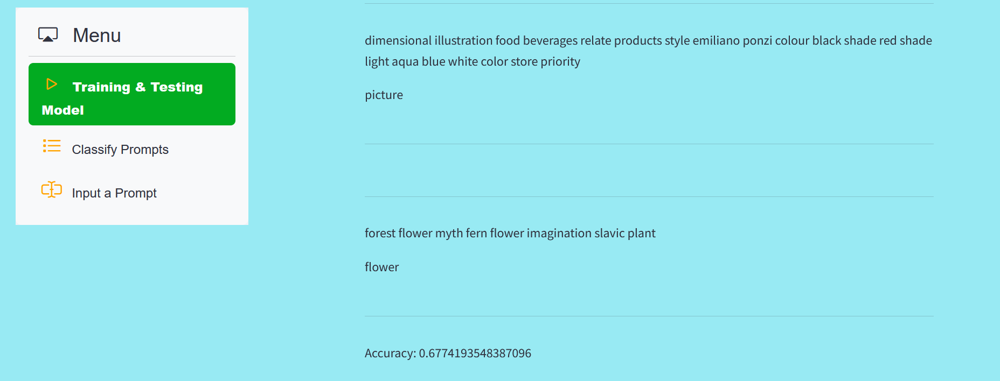 Menu
Training & Testing
Model
Classify Prompts
Input a Prompt
dimensional illustration food beverages relate products style emiliano ponzi colour black shade red shade
light aqua blue white color store priority
picture
forest flower myth fern flower imagination slavic plant
flower
Accuracy: 0.6774193548387096